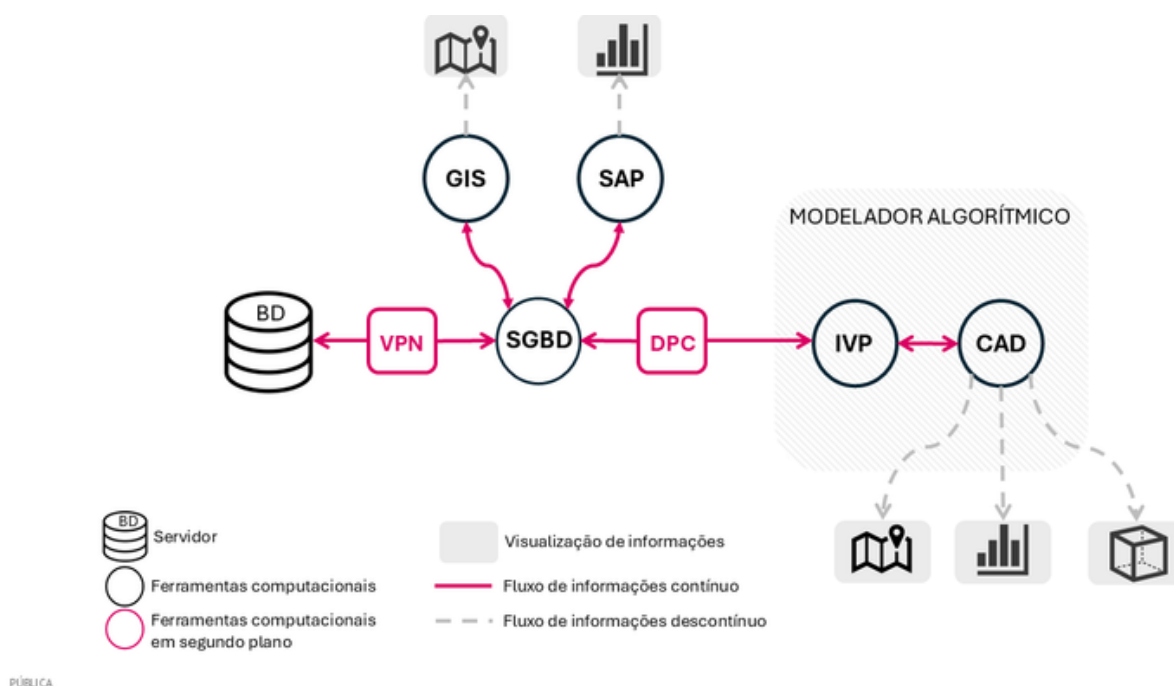 GIS
SAP
MODELADOR ALGORÍTMICO
BD
VPN
SGBD
DPC
IVP
CAD
BD
Servidor
Ferramentas computacionais
Ferramentas computacionais
em segundo plano
Visualização de informações
Fluxo de informações contínuo
Fluxo de informações descontínuo
PÚBLICA